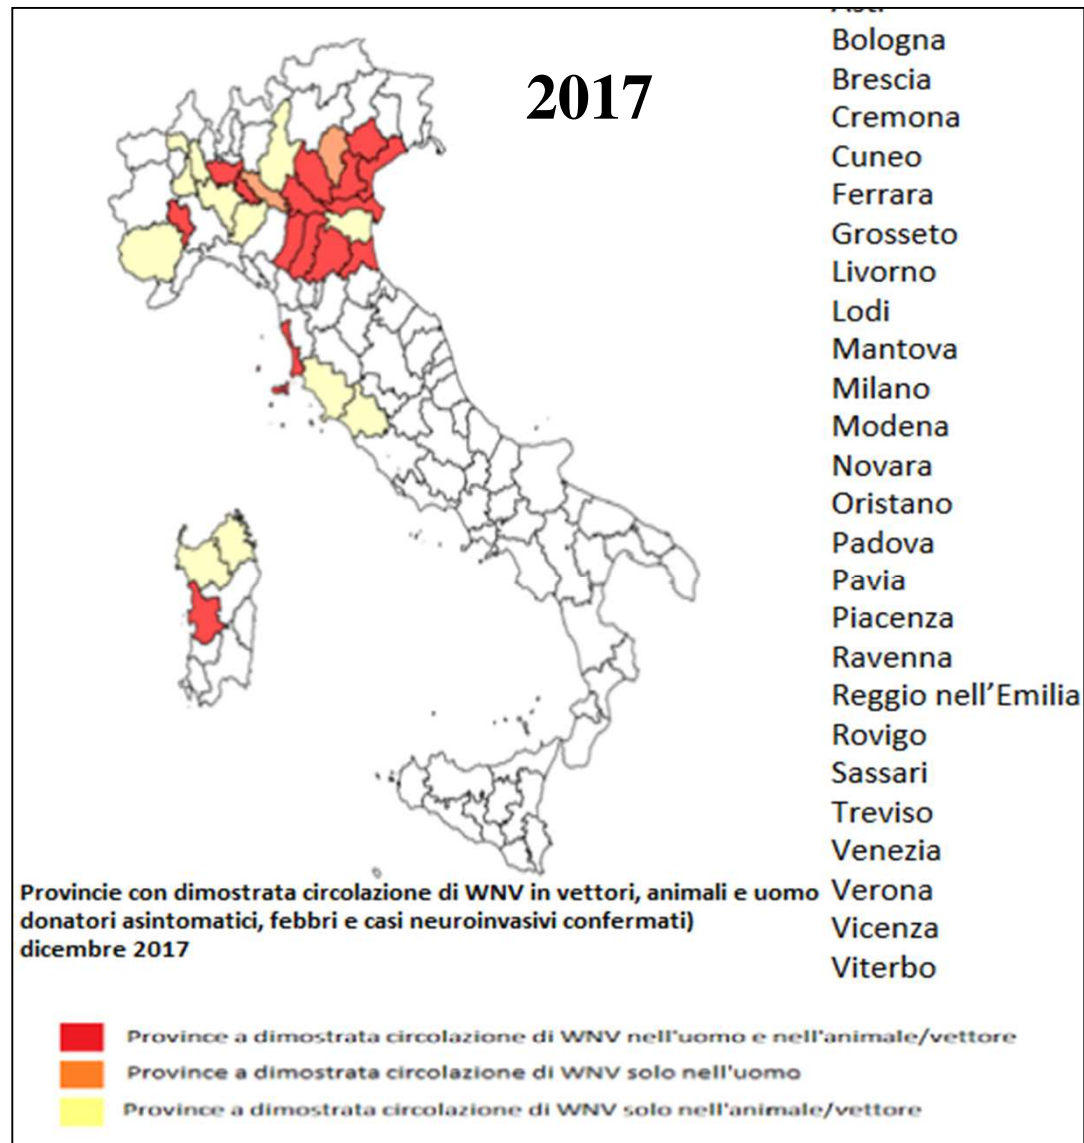 2017
Asti
Bologna
Brescia
Cremona
Cuneo
Ferrara
Grosseto
Livorno
Lodi
Mantova
Milano
Modena
Novara
Oristano
Padova
Pavia
Piacenza
Ravenna
Reggio nell'Emilia
Rovigo
Sassari
Treviso
Venezia
Verona
Vicenza
Viterbo
Provincie con dimostrata circolazione di WNV in vettori, animali e uomo
donatori asintomatici, febbri e casi neuroinvasivi confermati)
dicembre 2017
Province a dimostrata circolazione di WNV nell'uomo e nell'animale/vettore
Province a dimostrata circolazione di WNV solo nell'uomo
Province a dimostrata circolazione di WNV solo nell'animale/vettore